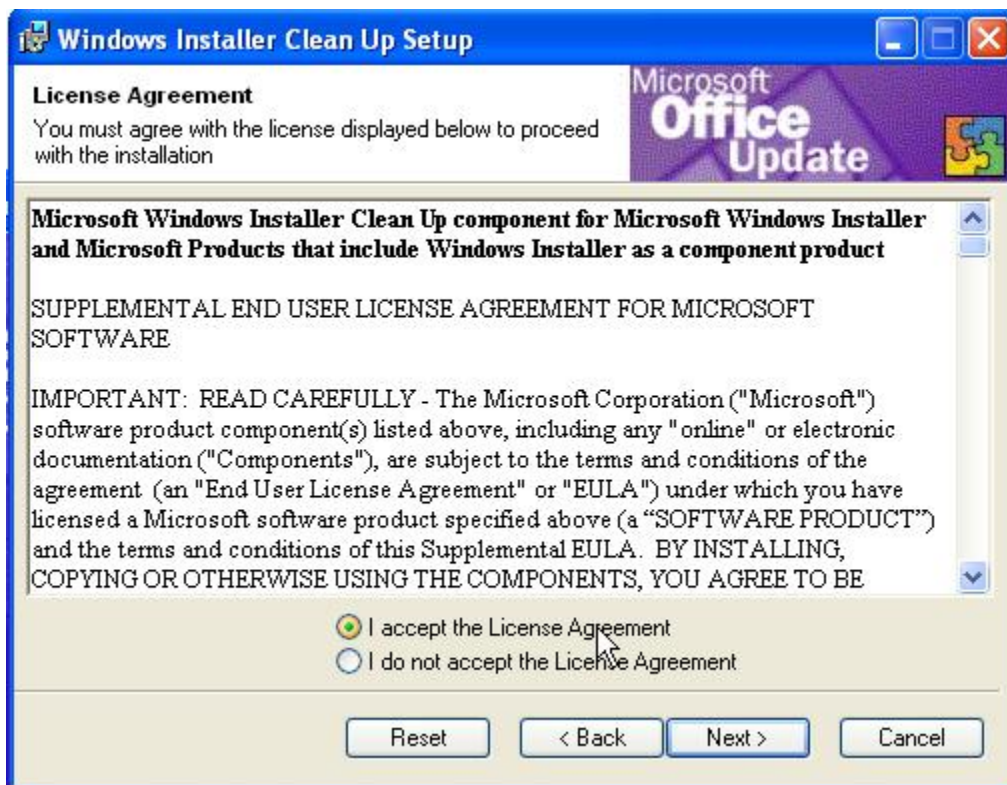 Windows Installer Clean Up Setup
License Agreement
You must agree with the license displayed below to proceed
with the installation
Microsoft
Office
Update
Microsoft Windows Installer Clean Up component for Microsoft Windows Installer
and Microsoft Products that include Windows Installer as a component product
SUPPLEMENTAL END USER LICENSE AGREEMENT FOR MICROSOFT
SOFTWARE
IMPORTANT:  READ CAREFULLY - The Microsoft Corporation ("Microsoft")
software product component(s) listed above, including any "online" or electronic
documentation ("Components"), are subject to the terms and conditions of the
agreement  (an "End User License Agreement" or "EULA") under which you have
licensed a Microsoft software product specified above (a “SOFTWARE PRODUCT”)
and the terms and conditions of this Supplemental EULA.  BY INSTALLING,
COPYING OR OTHERWISE USING THE COMPONENTS, YOU AGREE TO BE
I accept the License Agreement
I do not accept the License Agreement
Reset
< Back
Next >
Cancel